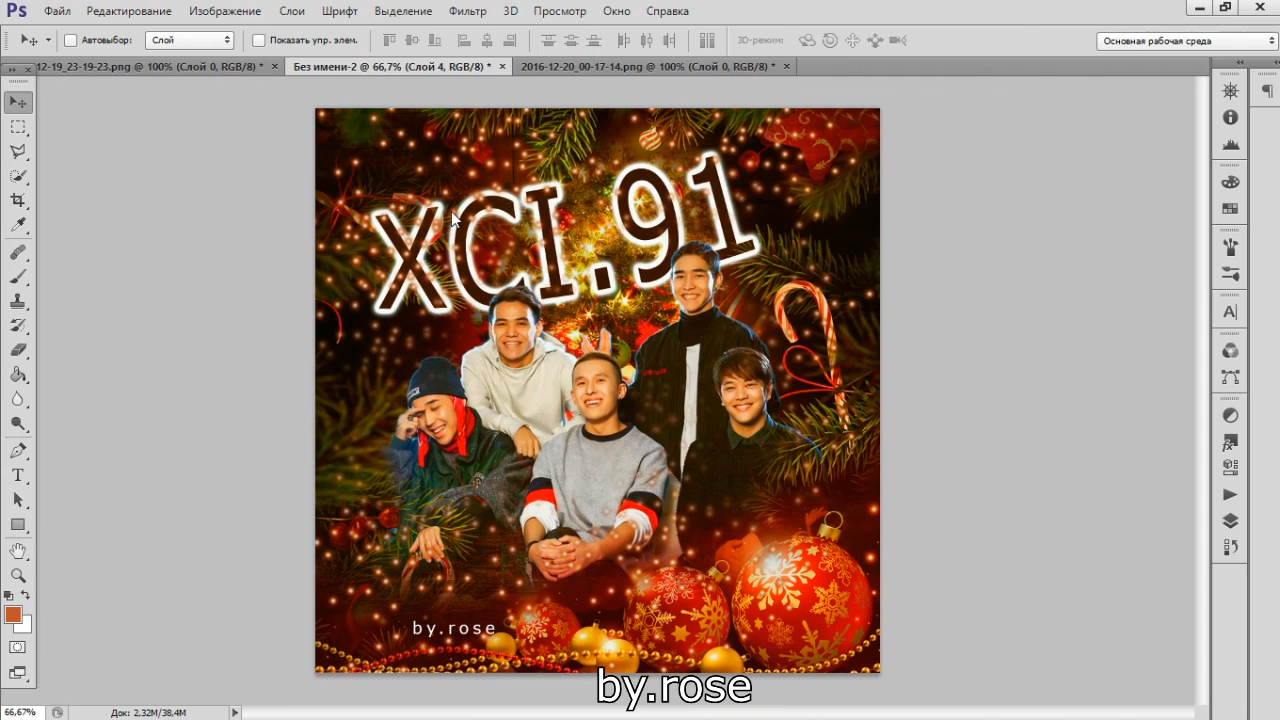 Ps Файл Редактирование Изображение Слои Шрифт Выделение Фильтр 3D Просмотр Окно Справка
Автовыбор: Слой Показать упр. элем. 3D-режим: Основная рабочая среда
12-19_23-19-23.png @ 100% (Слой 0, RGB/8) * × Без имени-2 @ 66,7% (Слой 4, RGB/8) * × 2016-12-20_00-17-14.png @ 100% (Слой 0, RGB/8) * ×
XCI.91
by.rose
by.rose
66,67% Док: 2,32M/38,4M